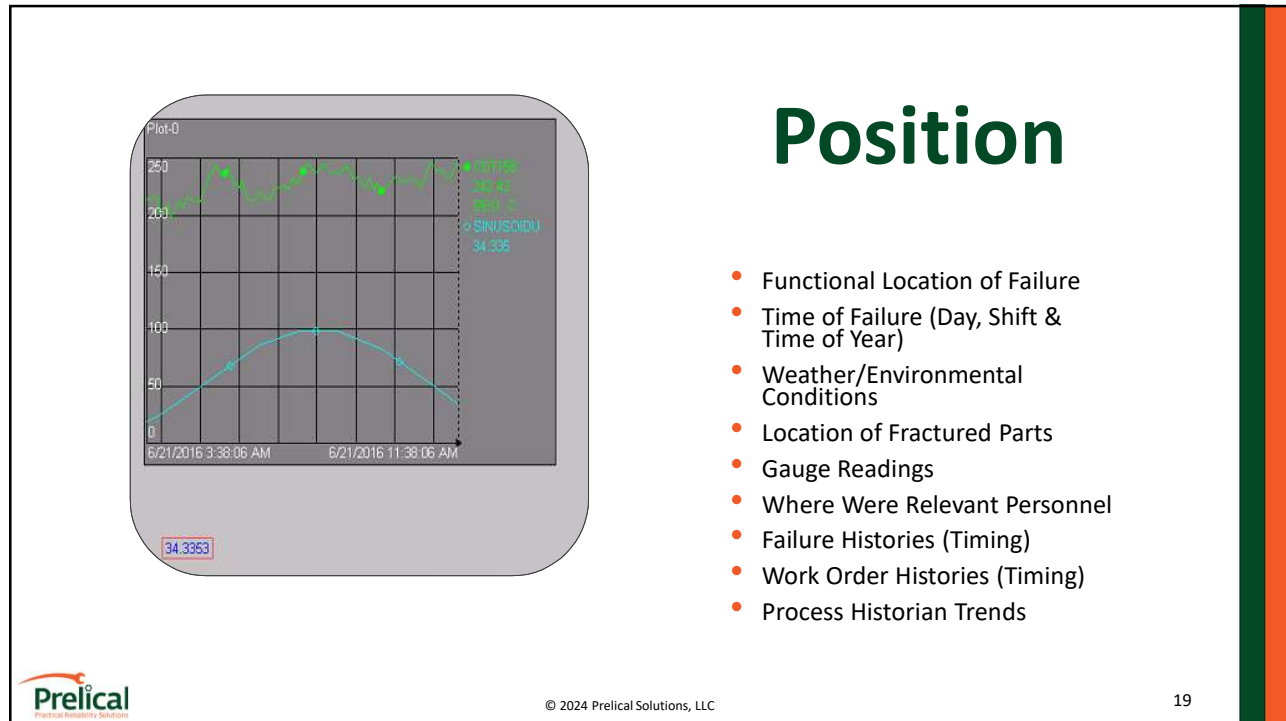 Plot-0
250
200
150
100
50
0
6/21/2016 3:38:06 AM
6/21/2016 11:38:06 AM
242.42
DEG. C
SINUSOIDU
34.335
34.3353
Position
• Functional Location of Failure
• Time of Failure (Day, Shift &
Time of Year)
• Weather/Environmental
Conditions
• Location of Fractured Parts
• Gauge Readings
• Where Were Relevant Personnel
• Failure Histories (Timing)
• Work Order Histories (Timing)
• Process Historian Trends
Prelical
Practical Reliability Solutions
© 2024 Prelical Solutions, LLC
19